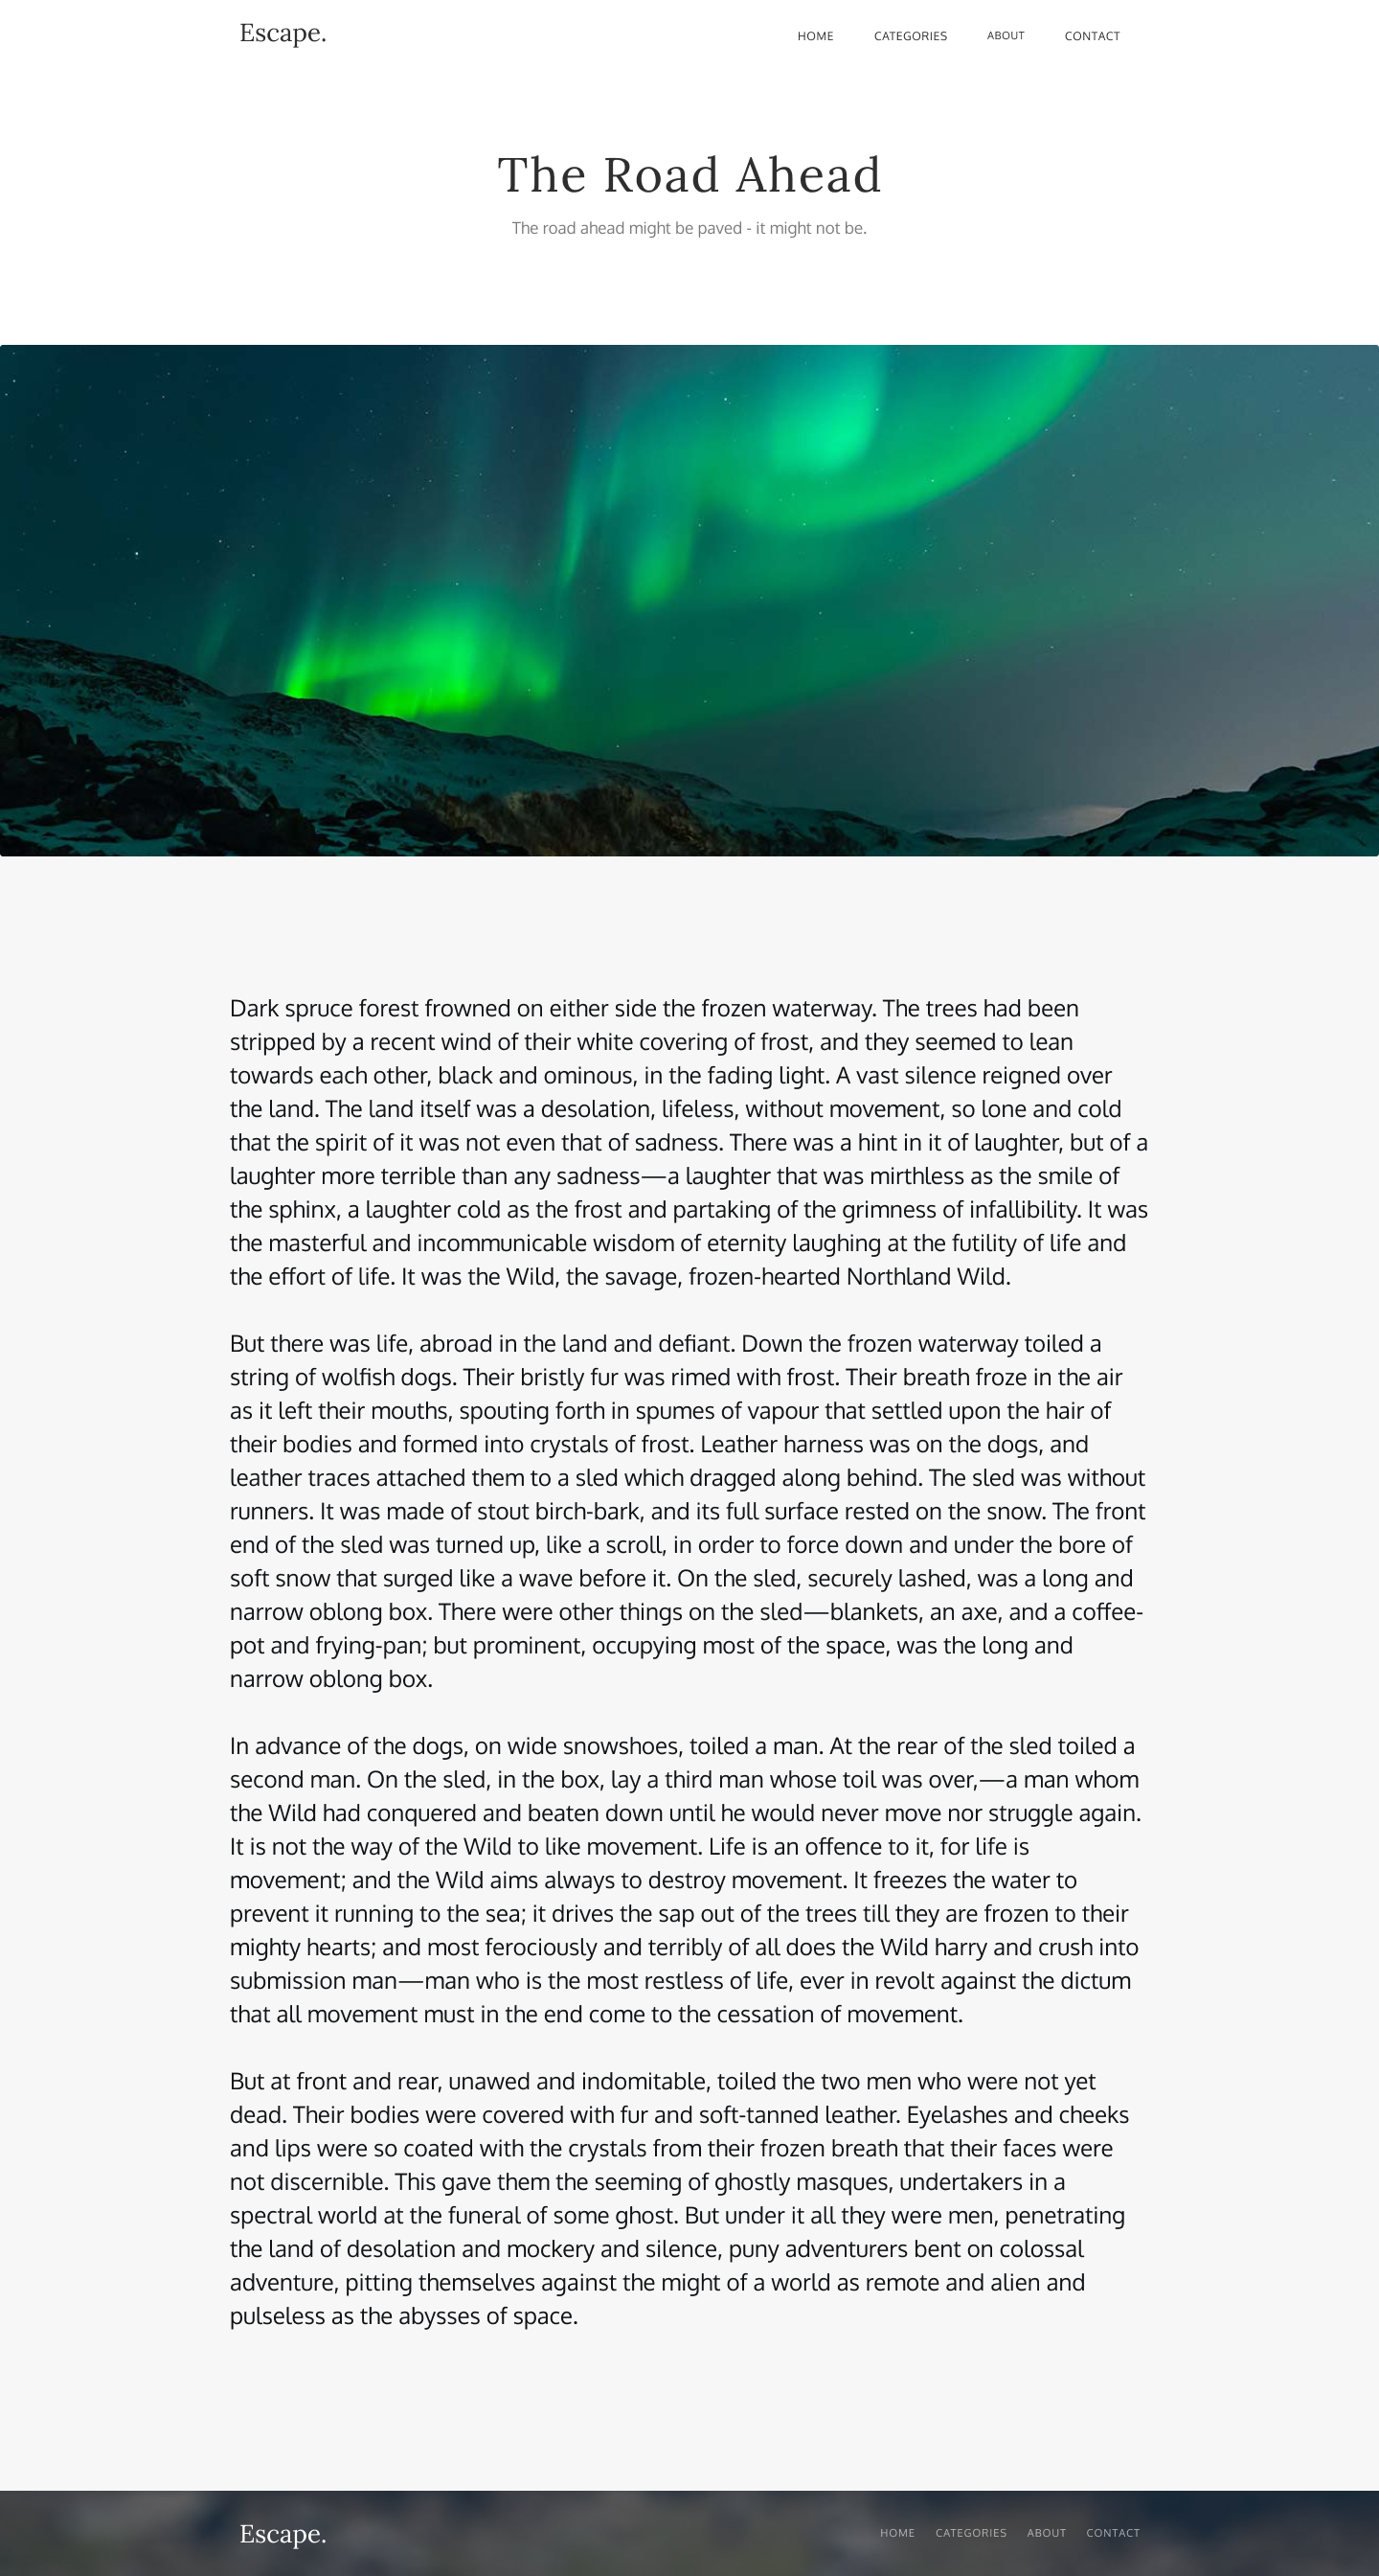 Escape.
HOME CATEGORIES ABOUT CONTACT
The Road Ahead
The road ahead might be paved - it might not be.
Dark spruce forest frowned on either side the frozen waterway. The trees had been
stripped by a recent wind of their white covering of frost, and they seemed to lean
towards each other, black and ominous, in the fading light. A vast silence reigned over
the land. The land itself was a desolation, lifeless, without movement, so lone and cold
that the spirit of it was not even that of sadness. There was a hint in it of laughter, but of a
laughter more terrible than any sadness—a laughter that was mirthless as the smile of
the sphinx, a laughter cold as the frost and partaking of the grimness of infallibility. It was
the masterful and incommunicable wisdom of eternity laughing at the futility of life and
the effort of life. It was the Wild, the savage, frozen-hearted Northland Wild.
But there was life, abroad in the land and defiant. Down the frozen waterway toiled a
string of wolfish dogs. Their bristly fur was rimed with frost. Their breath froze in the air
as it left their mouths, spouting forth in spumes of vapour that settled upon the hair of
their bodies and formed into crystals of frost. Leather harness was on the dogs, and
leather traces attached them to a sled which dragged along behind. The sled was without
runners. It was made of stout birch-bark, and its full surface rested on the snow. The front
end of the sled was turned up, like a scroll, in order to force down and under the bore of
soft snow that surged like a wave before it. On the sled, securely lashed, was a long and
narrow oblong box. There were other things on the sled—blankets, an axe, and a coffee-
pot and frying-pan; but prominent, occupying most of the space, was the long and
narrow oblong box.
In advance of the dogs, on wide snowshoes, toiled a man. At the rear of the sled toiled a
second man. On the sled, in the box, lay a third man whose toil was over,—a man whom
the Wild had conquered and beaten down until he would never move nor struggle again.
It is not the way of the Wild to like movement. Life is an offence to it, for life is
movement; and the Wild aims always to destroy movement. It freezes the water to
prevent it running to the sea; it drives the sap out of the trees till they are frozen to their
mighty hearts; and most ferociously and terribly of all does the Wild harry and crush into
submission man—man who is the most restless of life, ever in revolt against the dictum
that all movement must in the end come to the cessation of movement.
But at front and rear, unawed and indomitable, toiled the two men who were not yet
dead. Their bodies were covered with fur and soft-tanned leather. Eyelashes and cheeks
and lips were so coated with the crystals from their frozen breath that their faces were
not discernible. This gave them the seeming of ghostly masques, undertakers in a
spectral world at the funeral of some ghost. But under it all they were men, penetrating
the land of desolation and mockery and silence, puny adventurers bent on colossal
adventure, pitting themselves against the might of a world as remote and alien and
pulseless as the abysses of space.
Escape.
HOME CATEGORIES ABOUT CONTACT